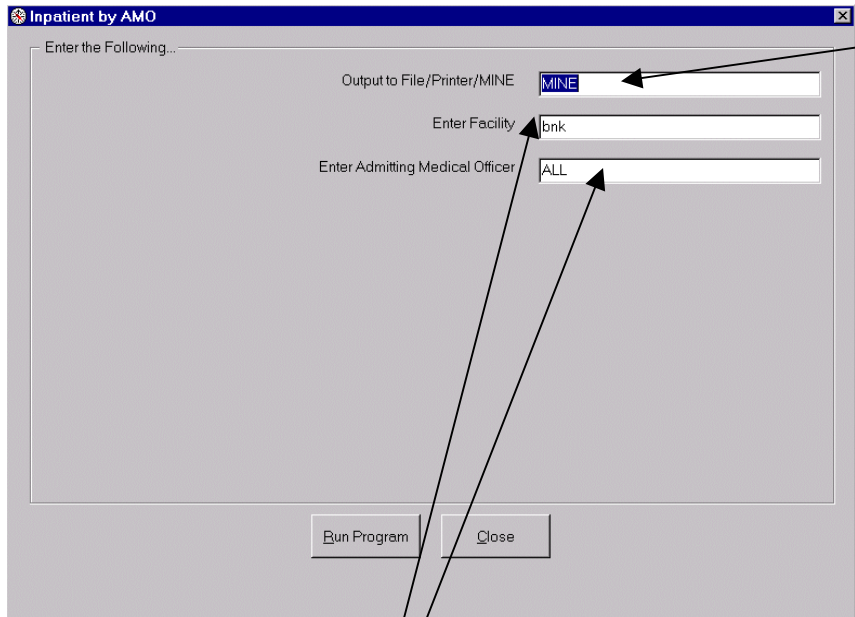 Inpatient by AMO
Enter the Following...
Output to File/Printer/MINE MINE
Enter Facility bnk
Enter Admitting Medical Officer ALL
Run Program Close